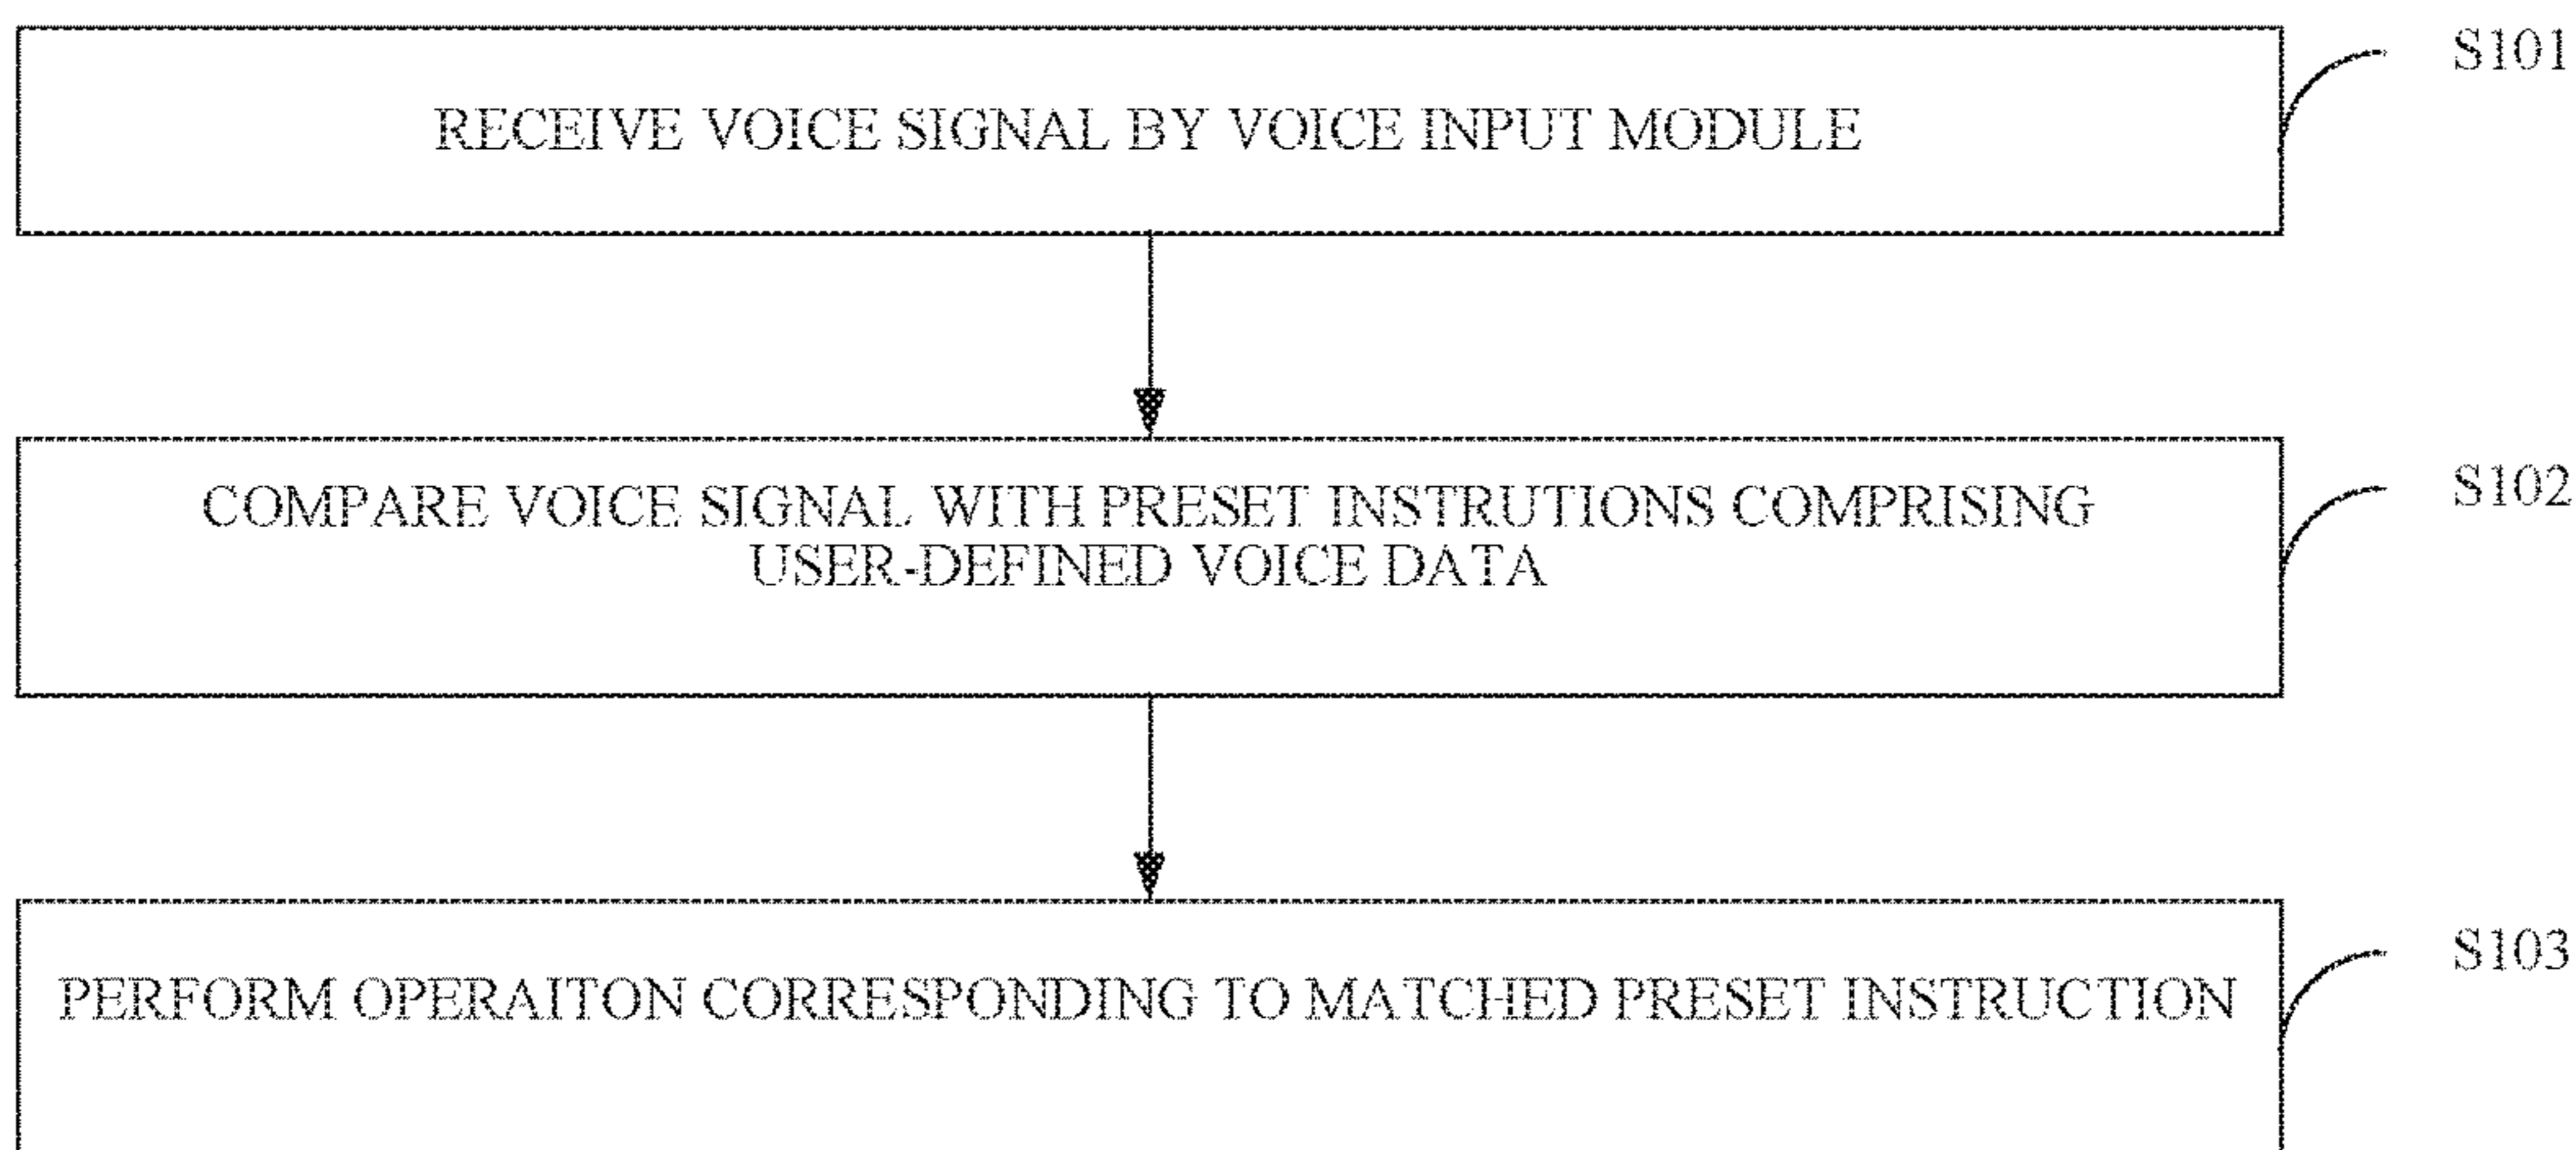 RECEIVE VOICE SIGNAL BY VOICE INPUT MODULE
S101
COMPARE VOICE SIGNAL WITH PRESET INSTRUTIONS COMPRISING
USER-DEFINED VOICE DATA
S102
PERFORM OPERAITON CORRESPONDING TO MATCHED PRESET INSTRUCTION
S103